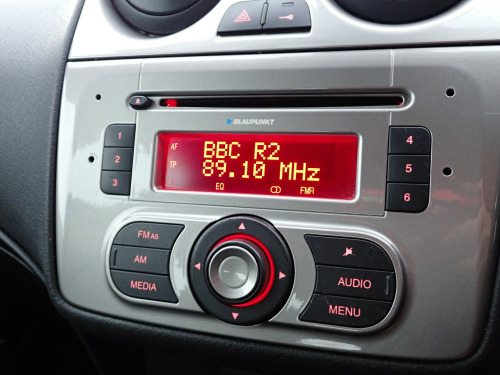 BLAUPUNKT
AF
BBC R2
TP
89.10 MHz
EQ
FMR
1
2
3
4
5
6
FM AS
AM
MEDIA
AUDIO
MENU